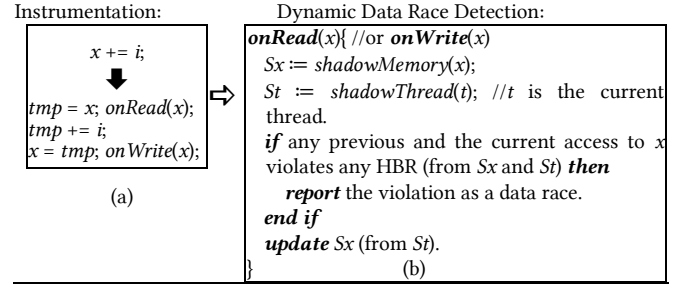 Instrumentation:
x += i;
tmp = x; onRead(x);
tmp += i;
x = tmp; onWrite(x);
(a)
Dynamic Data Race Detection:
onRead(x){ //or onWrite(x)
Sx := shadowMemory(x);
St := shadowThread(t); //t is the current
thread.
if any previous and the current access to x
violates any HBR (from Sx and St) then
report the violation as a data race.
end if
update Sx (from St).
}
(b)